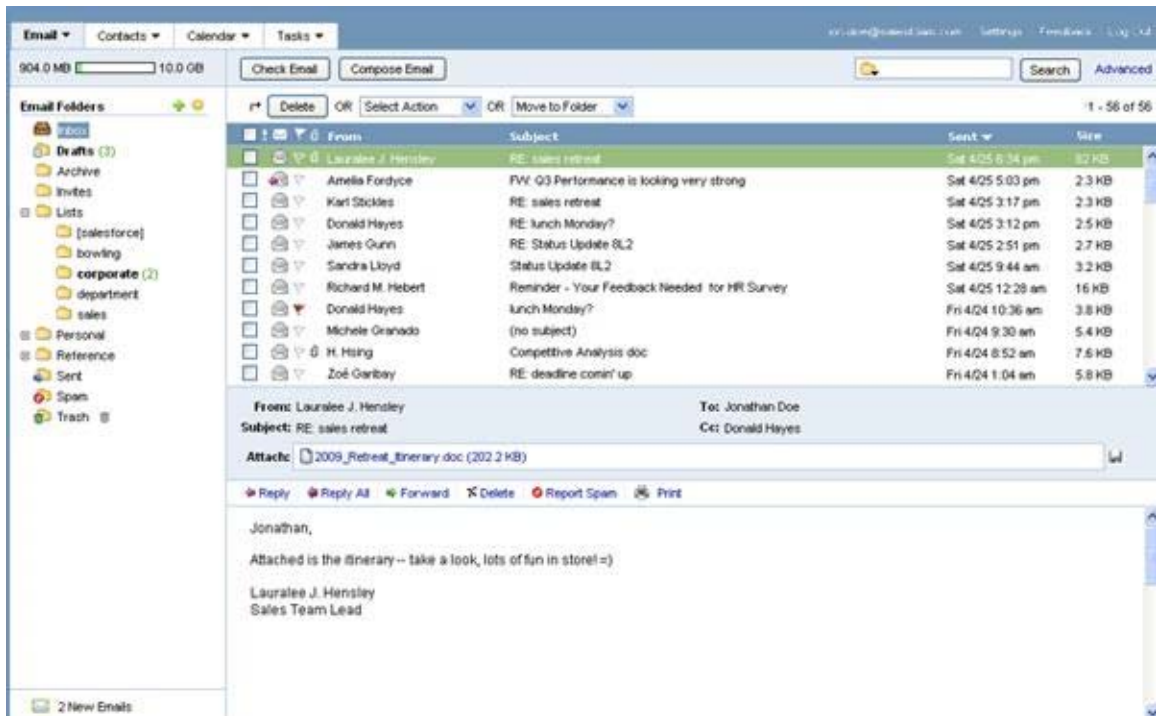 Email Contacts Calendar Tasks Settings Feedback Log Out
904.0 MB 10.0 GB Check Email Compose Email Search Advanced
Email Folders
Delete OR Select Action OR Move to Folder 1 - 56 of 56
Inbox
Drafts (3)
Archive
Invites
Lists
[salesforce]
bowling
corporate (2)
department
sales
Personal
Reference
Sent
Spam
Trash
2 New Emails
! From Subject Sent Size
Lauralee J. Hensley RE: sales retreat Sat 4/25 6:34 pm 82 KB
Amelia Fordyce FW: Q3 Performance is looking very strong Sat 4/25 5:03 pm 2.3 KB
Karl Stickles RE: sales retreat Sat 4/25 3:17 pm 2.3 KB
Donald Hayes RE: lunch Monday? Sat 4/25 3:12 pm 2.5 KB
James Gunn RE: Status Update 8L2 Sat 4/25 2:51 pm 2.7 KB
Sandra Lloyd Status Update 8L2 Sat 4/25 9:44 am 3.2 KB
Richard M. Hebert Reminder - Your Feedback Needed for HR Survey Sat 4/25 12:28 am 16 KB
Donald Hayes lunch Monday? Fri 4/24 10:36 am 3.8 KB
Michele Granado (no subject) Fri 4/24 9:30 am 5.4 KB
H. Hsing Competitive Analysis doc Fri 4/24 8:52 am 7.6 KB
Zoé Garibay RE: deadline comin' up Fri 4/24 1:04 am 5.8 KB
From: Lauralee J. Hensley To: Jonathan Doe
Subject: RE: sales retreat Cc: Donald Hayes
Attach: 2009_Retreat_Itinerary.doc (202.2 KB)
Reply Reply All Forward Delete Report Spam Print
Jonathan,
Attached is the itinerary -- take a look, lots of fun in store! =)
Lauralee J. Hensley
Sales Team Lead